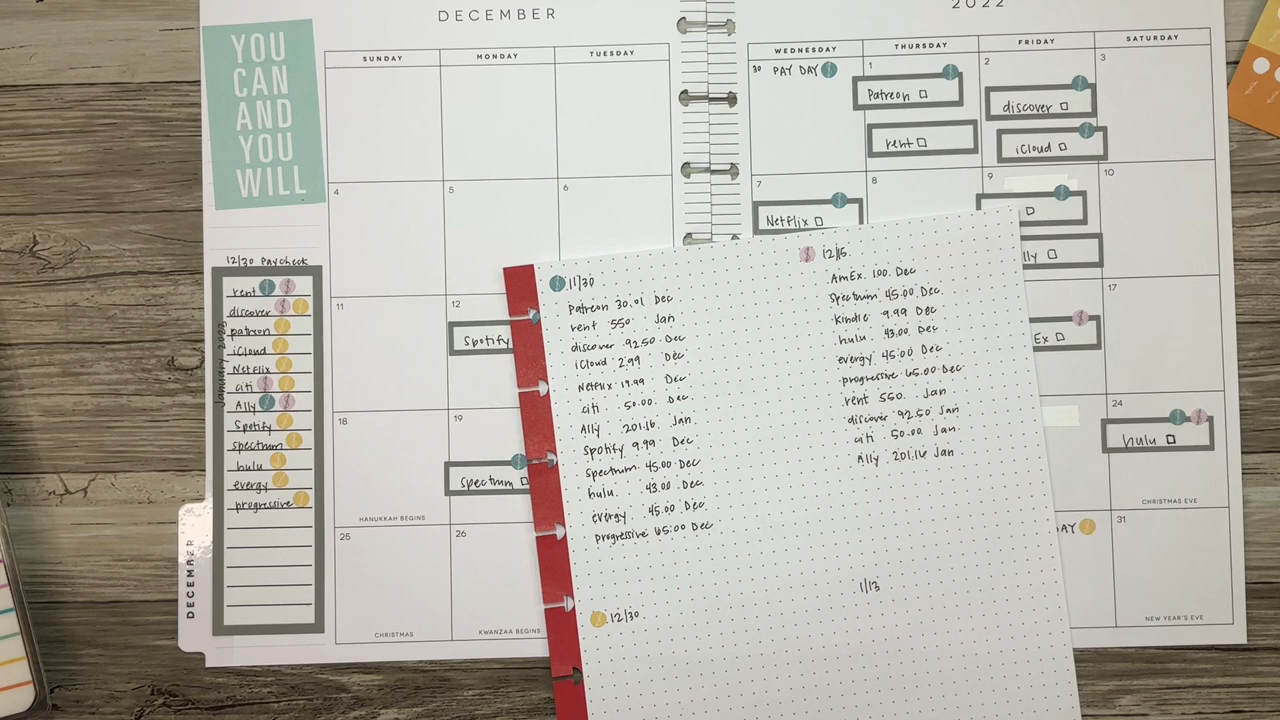 DECEMBER
2022
YOU
CAN
AND
YOU
WILL
SUNDAY MONDAY TUESDAY
WEDNESDAY THURSDAY FRIDAY SATURDAY
30 PAY DAY
1
Patreon
rent
2
discover
iCloud
3
4 5 6
7
Netflix
8
9
lly
10
11
12
Spotify
Ex
17
18
HANUKKAH BEGINS
19
spectrum
24
hulu
CHRISTMAS EVE
25
CHRISTMAS
26
KWANZAA BEGINS
AY
31
NEW YEAR'S EVE
12/30 Paycheck
January 2023
rent
discover
patreon
iCloud
Netflix
citi
Ally
Spotify
spectrum
hulu
evergy
progressive
DECEMBER
11/30
Patreon 30.01 Dec
rent 550 Jan
discover 92.50 Dec
iCloud 2.99 Dec
Netflix 19.99 Dec
citi 50.00 Dec
Ally 201.16 Jan
Spotify 9.99 Dec
spectrum 45.00 Dec
hulu 43.00 Dec
evergy 45.00 Dec
progressive 65.00 Dec
12/15
AmEx 100. Dec
Spectrum 45.00 Dec
Kindle 9.99 Dec
hulu 43.00 Dec
evergy 45.00 Dec
progressive 65.00 Dec
rent 550 Jan
discover 92.50 Jan
citi 50.00 Jan
Ally 201.16 Jan
12/30
1/13